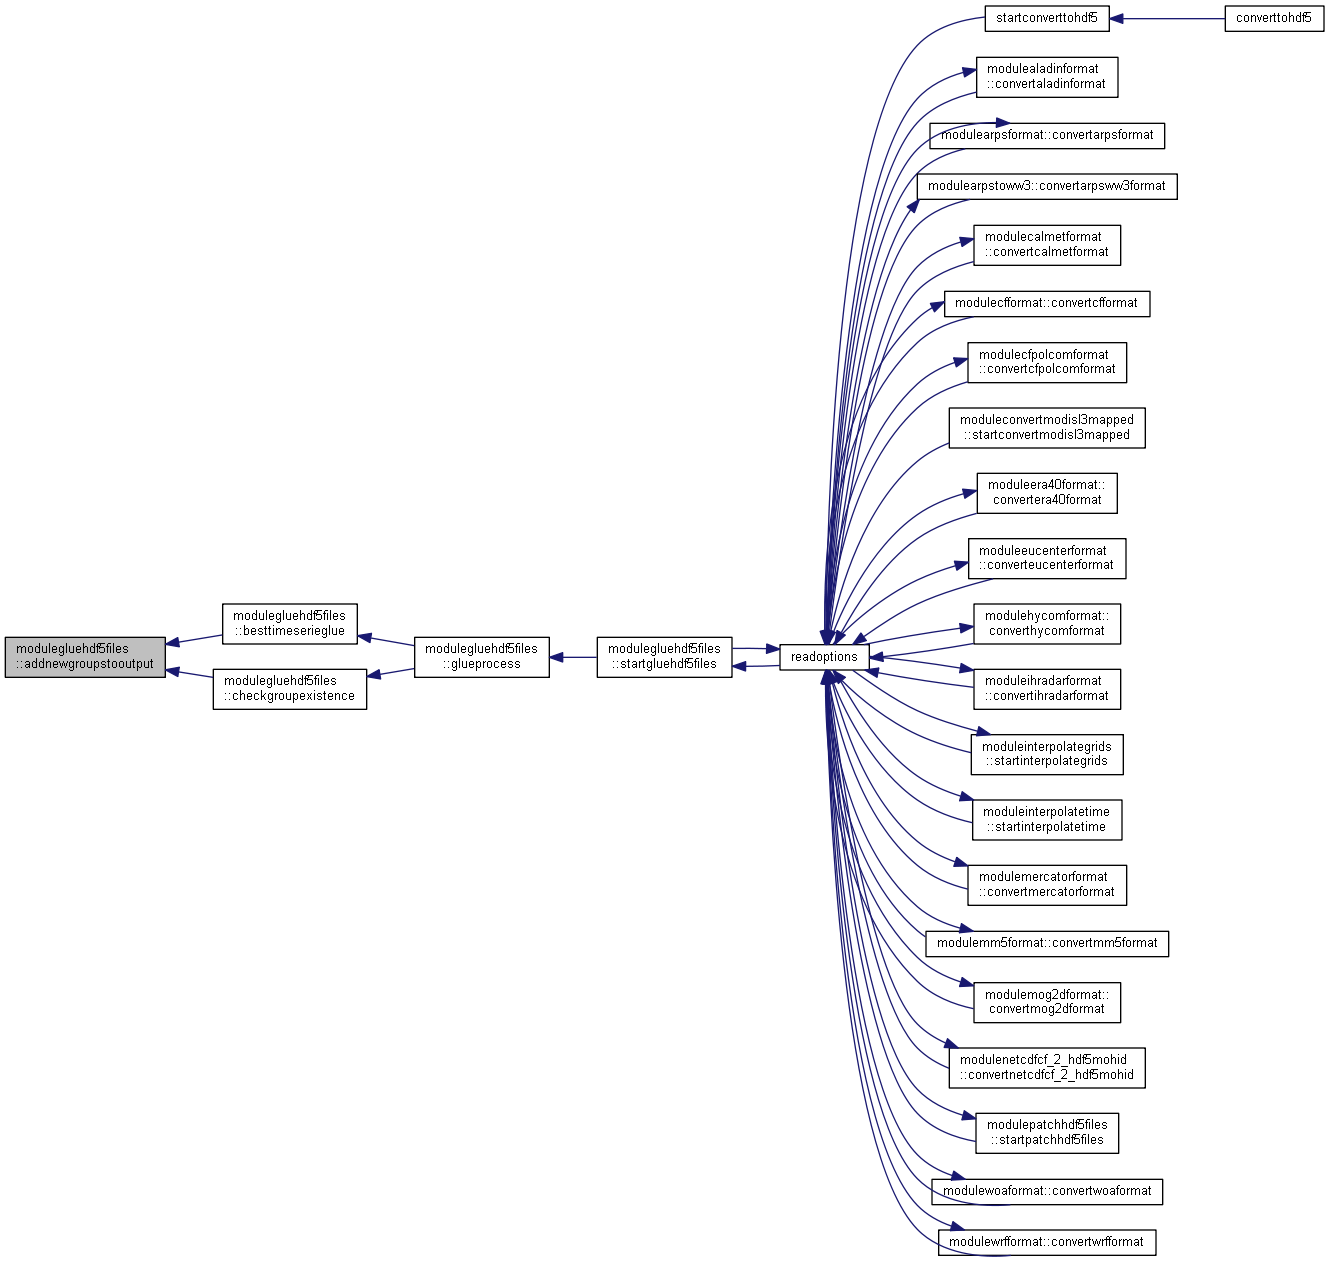 modulegluehdf5files
::addnewgroupstooutput
modulegluehdf5files
::besttimeserieglue
modulegluehdf5files
::checkgroupexistence
modulegluehdf5files
::glueprocess
modulegluehdf5files
::startgluehdf5files
readoptions
startconverttohdf5
converttohdf5
modulealadinformat
::convertaladinformat
modulearpsformat::convertarpsformat
modulearpstoww3::convertarpsww3format
modulecalmetformat
::convertcalmetformat
modulecfformat::convertcfformat
modulecfpolcomformat
::convertcfpolcomformat
moduleconvertmodisl3mapped
::startconvertmodisl3mapped
moduleera40format::
convertera40format
moduleeucenterformat
::converteucenterformat
modulehycomformat::
converthycomformat
moduleihradarformat
::convertihradarformat
moduleinterpolategrids
::startinterpolategrids
moduleinterpolatetime
::startinterpolatetime
modulemercatorformat
::convertmercatorformat
modulemm5format::convertmm5format
modulemog2dformat::
convertmog2dformat
modulenetcdfcf_2_hdf5mohid
::convertnetcdfcf_2_hdf5mohid
modulepatchhdf5files
::startpatchhdf5files
modulewoaformat::convertwoaformat
modulewrfformat::convertwrfformat